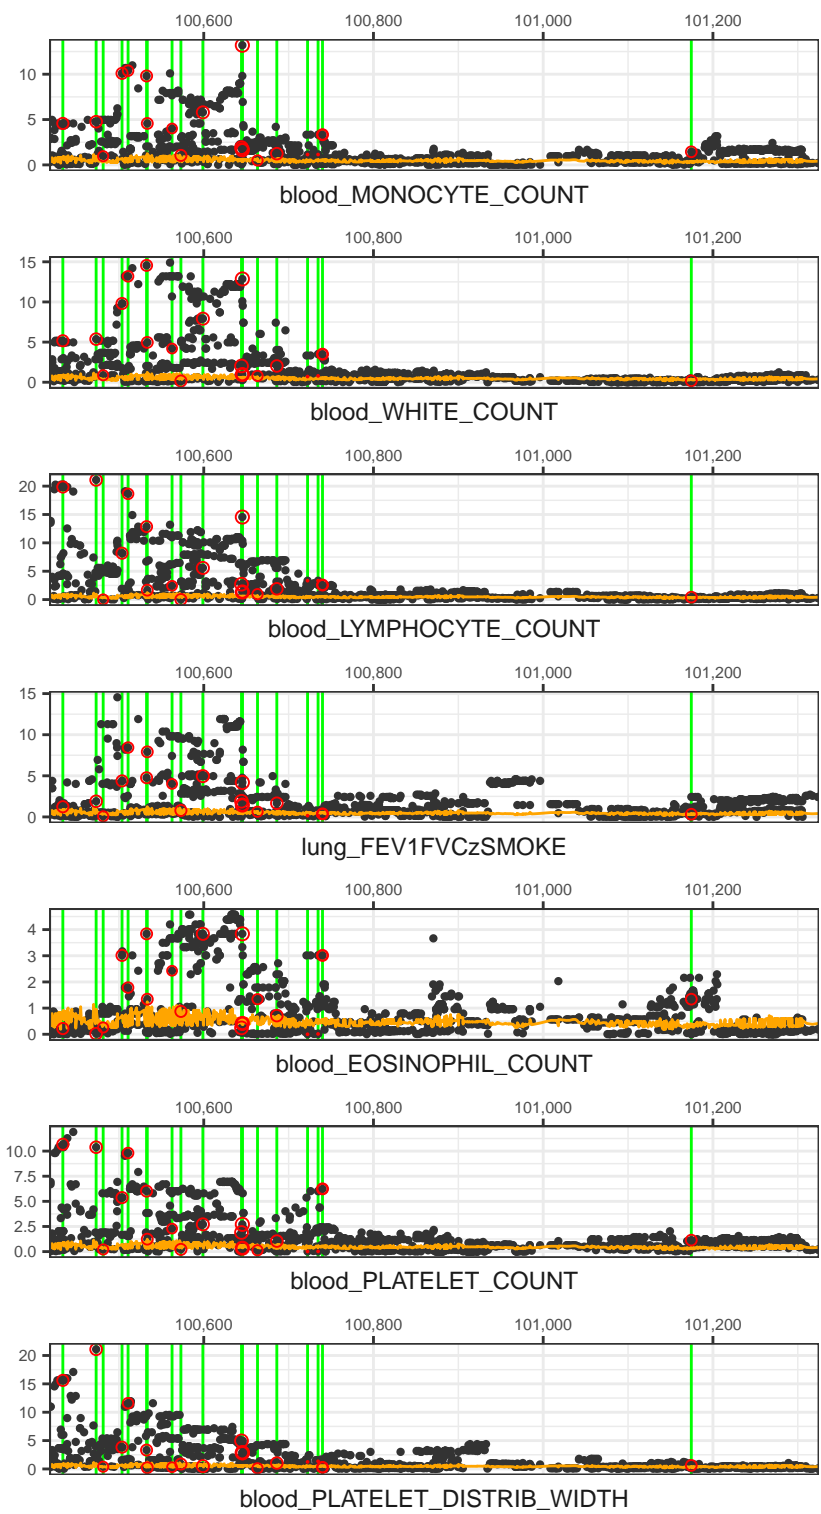 100,600 100,800 101,000 101,200
10
5
0
blood_MONOCYTE_COUNT
100,600 100,800 101,000 101,200
15
10
5
0
blood_WHITE_COUNT
100,600 100,800 101,000 101,200
20
15
10
5
0
blood_LYMPHOCYTE_COUNT
100,600 100,800 101,000 101,200
15
10
5
0
lung_FEV1FVCzSMOKE
100,600 100,800 101,000 101,200
4
3
2
1
0
blood_EOSINOPHIL_COUNT
100,600 100,800 101,000 101,200
10.0
7.5
5.0
2.5
0.0
blood_PLATELET_COUNT
100,600 100,800 101,000 101,200
20
15
10
5
0
blood_PLATELET_DISTRIB_WIDTH